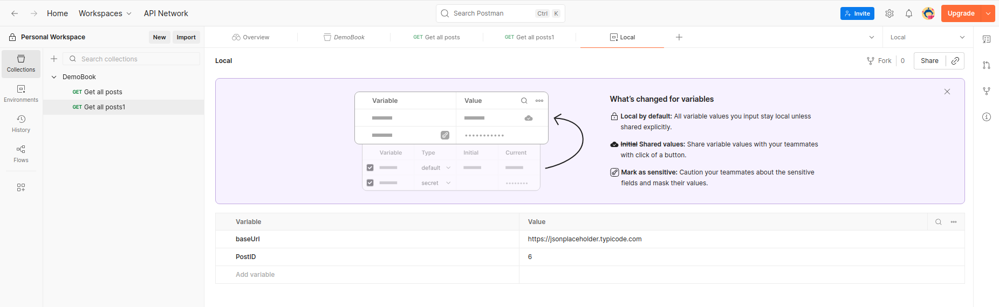 Home Workspaces API Network Search Postman Ctrl K Invite Upgrade
Personal Workspace New Import Overview DemoBook GET Get all posts GET Get all posts1 Local Local
Search collections
Collections
Environments
History
Flows
DemoBook
GET Get all posts
GET Get all posts1
Local Fork 0 Share
Variable Value
Variable Type Initial Current
default
secret
What's changed for variables
Local by default: All variable values you input stay local unless
shared explicitly.
Initial Shared values: Share variable values with your teammates
with click of a button.
Mark as sensitive: Caution your teammates about the sensitive
fields and mask their values.
Variable Value
baseUrl https://jsonplaceholder.typicode.com
PostID 6
Add variable